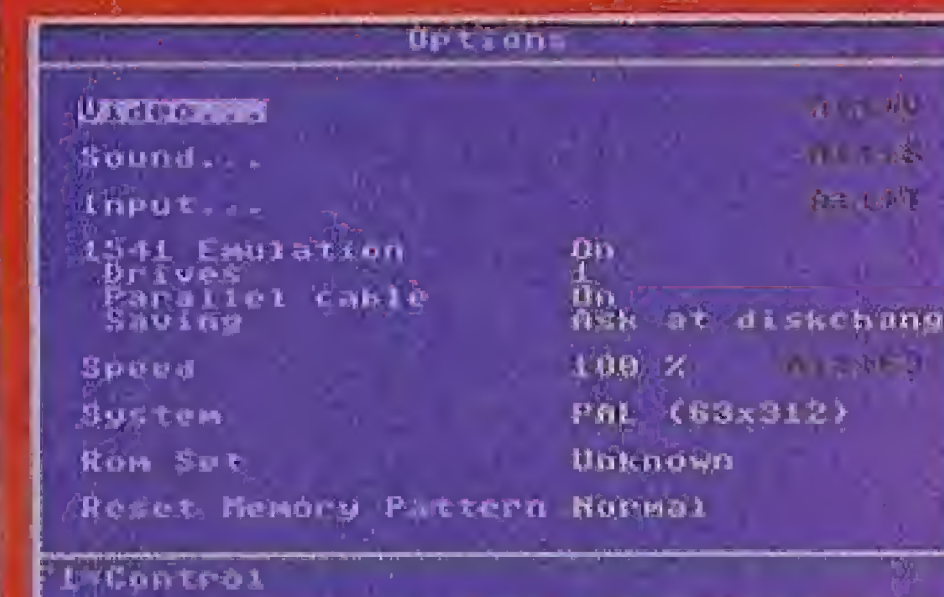 Options
Video...
Sound...
Input...
1541 Emulation On
Drives 1
Parallel cable On
Saving Ask at diskchang
Speed 100 %
System PAL (63x312)
Rom Set Unknown
Reset Memory Pattern Normal
Control